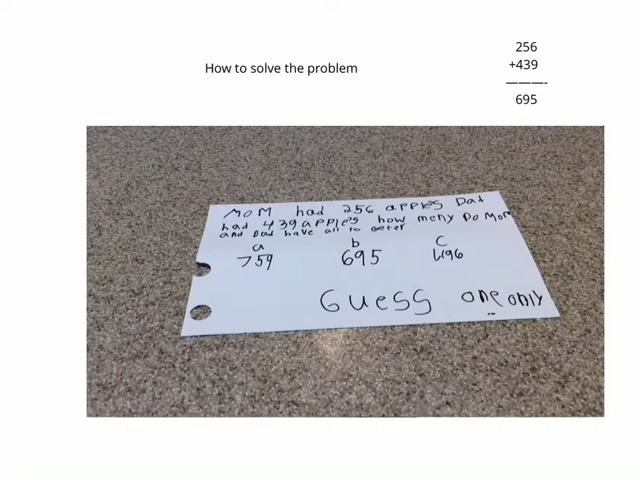 How to solve the problem
256
+439
———-
695
MoM had 256 apples Dad
had 439 apples how meny Do Mom
and Dad have all to geter
a b C
759 695 496
Guess one only